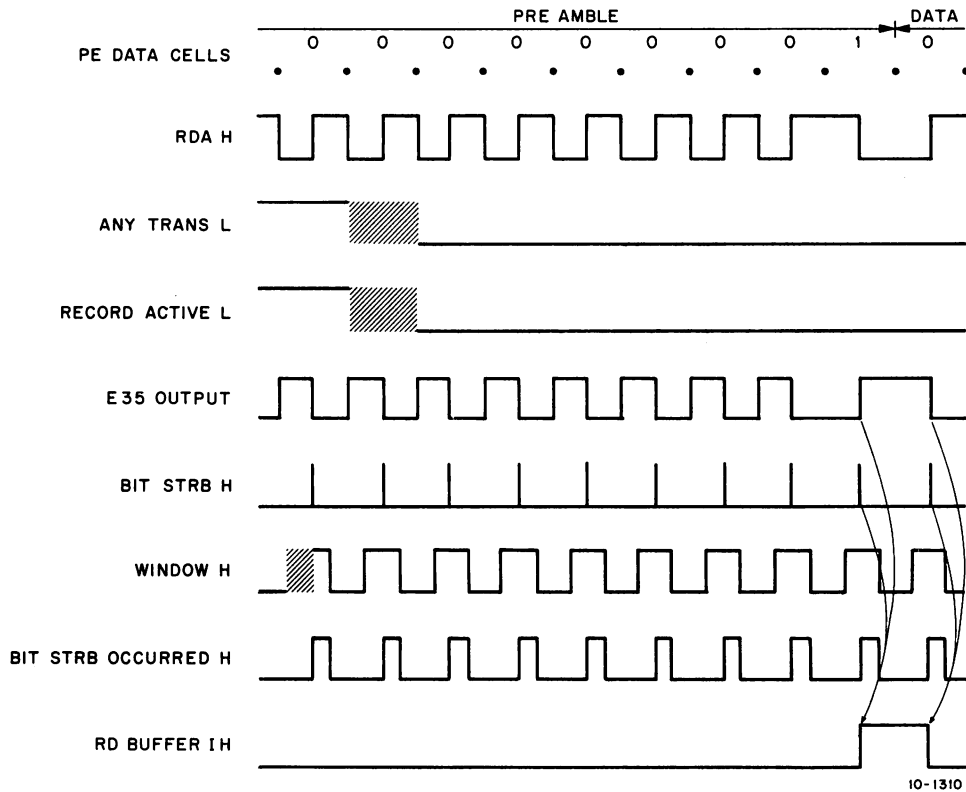 PRE AMBLE DATA
PE DATA CELLS 0 0 0 0 0 0 0 0 1 0
RDA H
ANY TRANS L
RECORD ACTIVE L
E35 OUTPUT
BIT STRB H
WINDOW H
BIT STRB OCCURRED H
RD BUFFER I H
10-1310